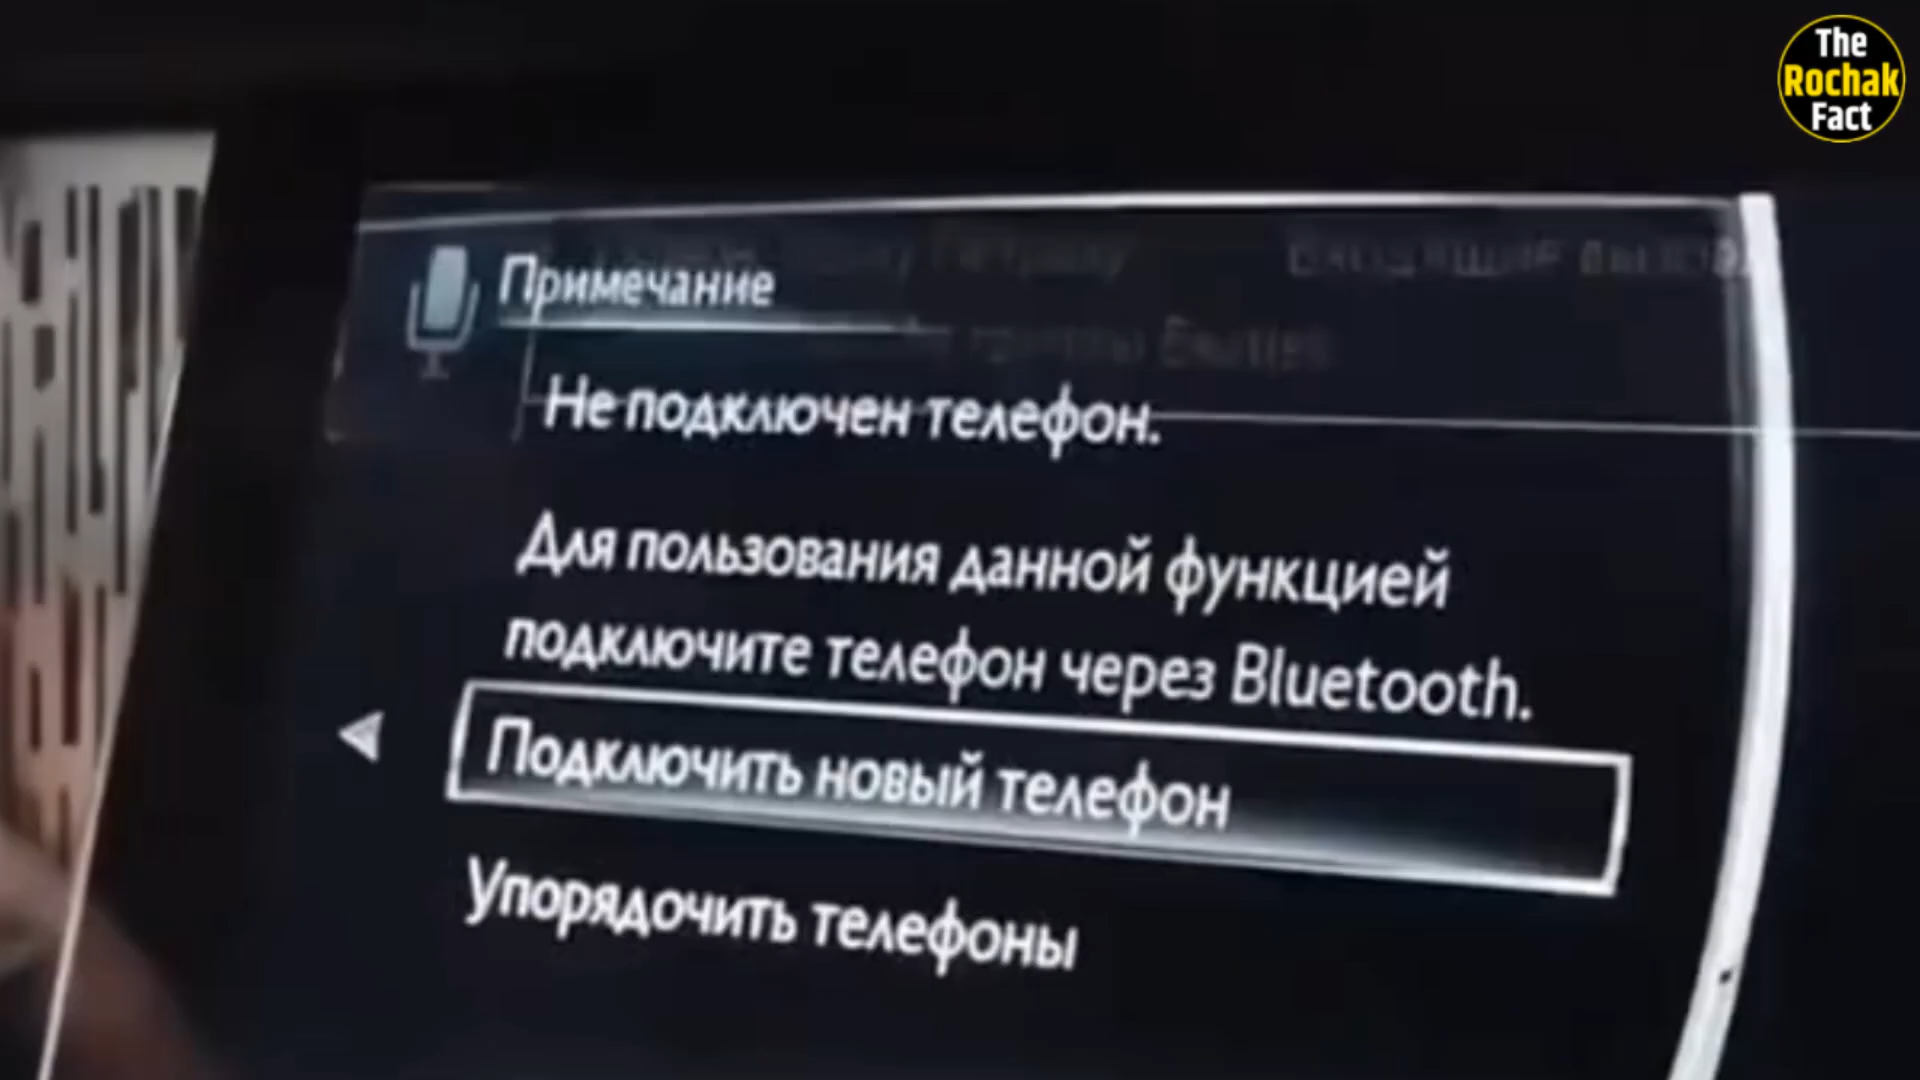 The
Rochak
Fact
Примечание
Не подключен телефон.
Для пользования данной функцией
подключите телефон через Bluetooth.
Подключить новый телефон
Упорядочить телефоны